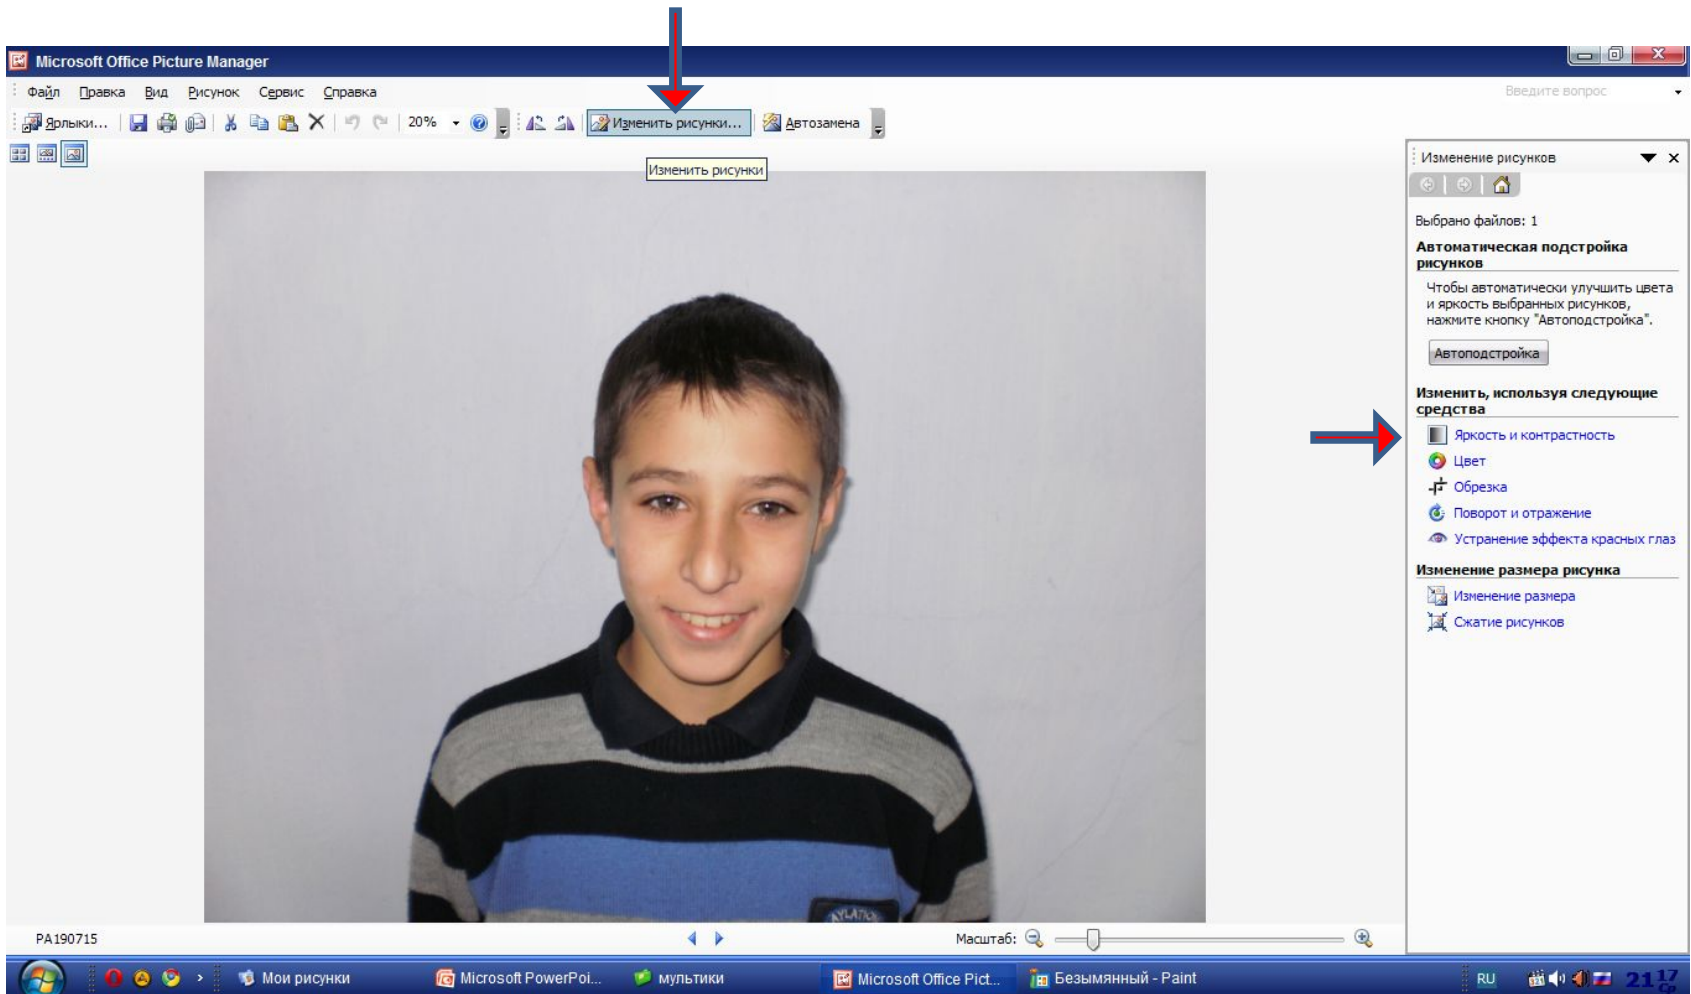 Microsoft Office Picture Manager
Файл Правка Вид Рисунок Сервис Справка
Введите вопрос
Ярлыки... 20% Изменить рисунки... Автозамена
Изменить рисунки
Изменение рисунков
Выбрано файлов: 1
Автоматическая подстройка
рисунков
Чтобы автоматически улучшить цвета
и яркость выбранных рисунков,
нажмите кнопку "Автоподстройка".
Автоподстройка
Изменить, используя следующие
средства
Яркость и контрастность
Цвет
Обрезка
Поворот и отражение
Устранение эффекта красных глаз
Изменение размера рисунка
Изменение размера
Сжатие рисунков
PA190715
Масштаб:
Мои рисунки Microsoft PowerPoi... мультики Microsoft Office Pict... Безымянный - Paint RU 21 17
Ср